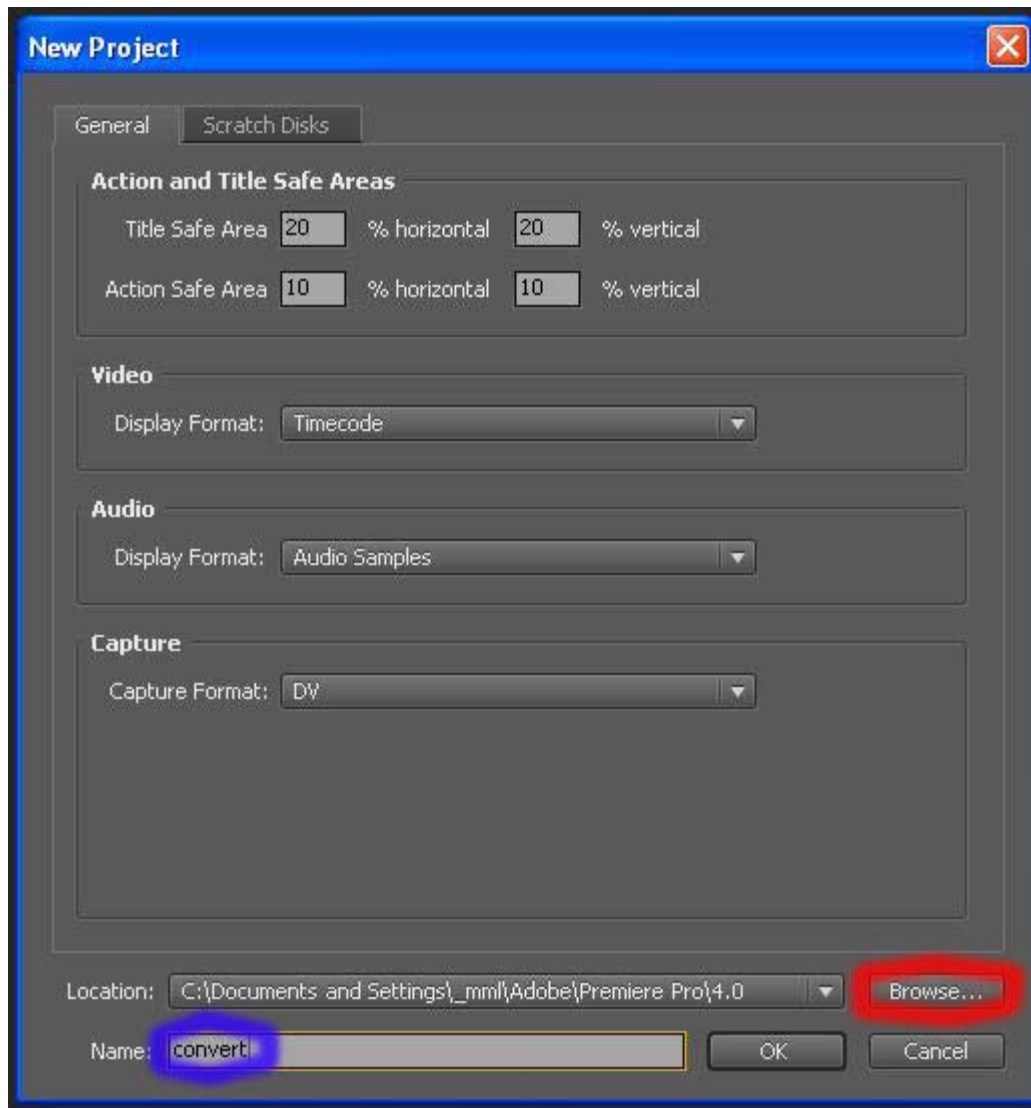 New Project
General Scratch Disks
Action and Title Safe Areas
Title Safe Area 20 % horizontal 20 % vertical
Action Safe Area 10 % horizontal 10 % vertical
Video
Display Format: Timecode
Audio
Display Format: Audio Samples
Capture
Capture Format: DV
Location: C:\Documents and Settings\_mml\Adobe\Premiere Pro\4.0 Browse...
Name: convert OK Cancel